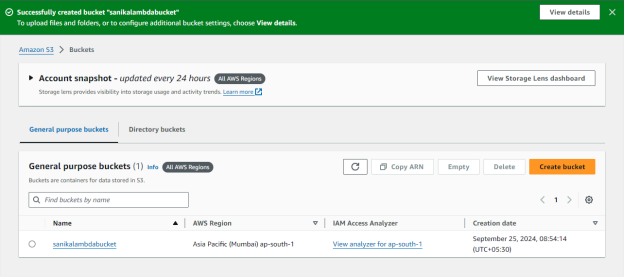 Successfully created bucket "sanikalambdabucket"
To upload files and folders, or to configure additional bucket settings, choose View details.
View details
Amazon S3 > Buckets
Account snapshot - updated every 24 hours All AWS Regions
Storage lens provides visibility into storage usage and activity trends. Learn more
View Storage Lens dashboard
General purpose buckets Directory buckets
General purpose buckets (1) Info All AWS Regions
Buckets are containers for data stored in S3.
Copy ARN Empty Delete Create bucket
Find buckets by name
1
Name AWS Region IAM Access Analyzer Creation date
sanikalambdabucket Asia Pacific (Mumbai) ap-south-1 View analyzer for ap-south-1 September 25, 2024, 08:54:14
(UTC+05:30)